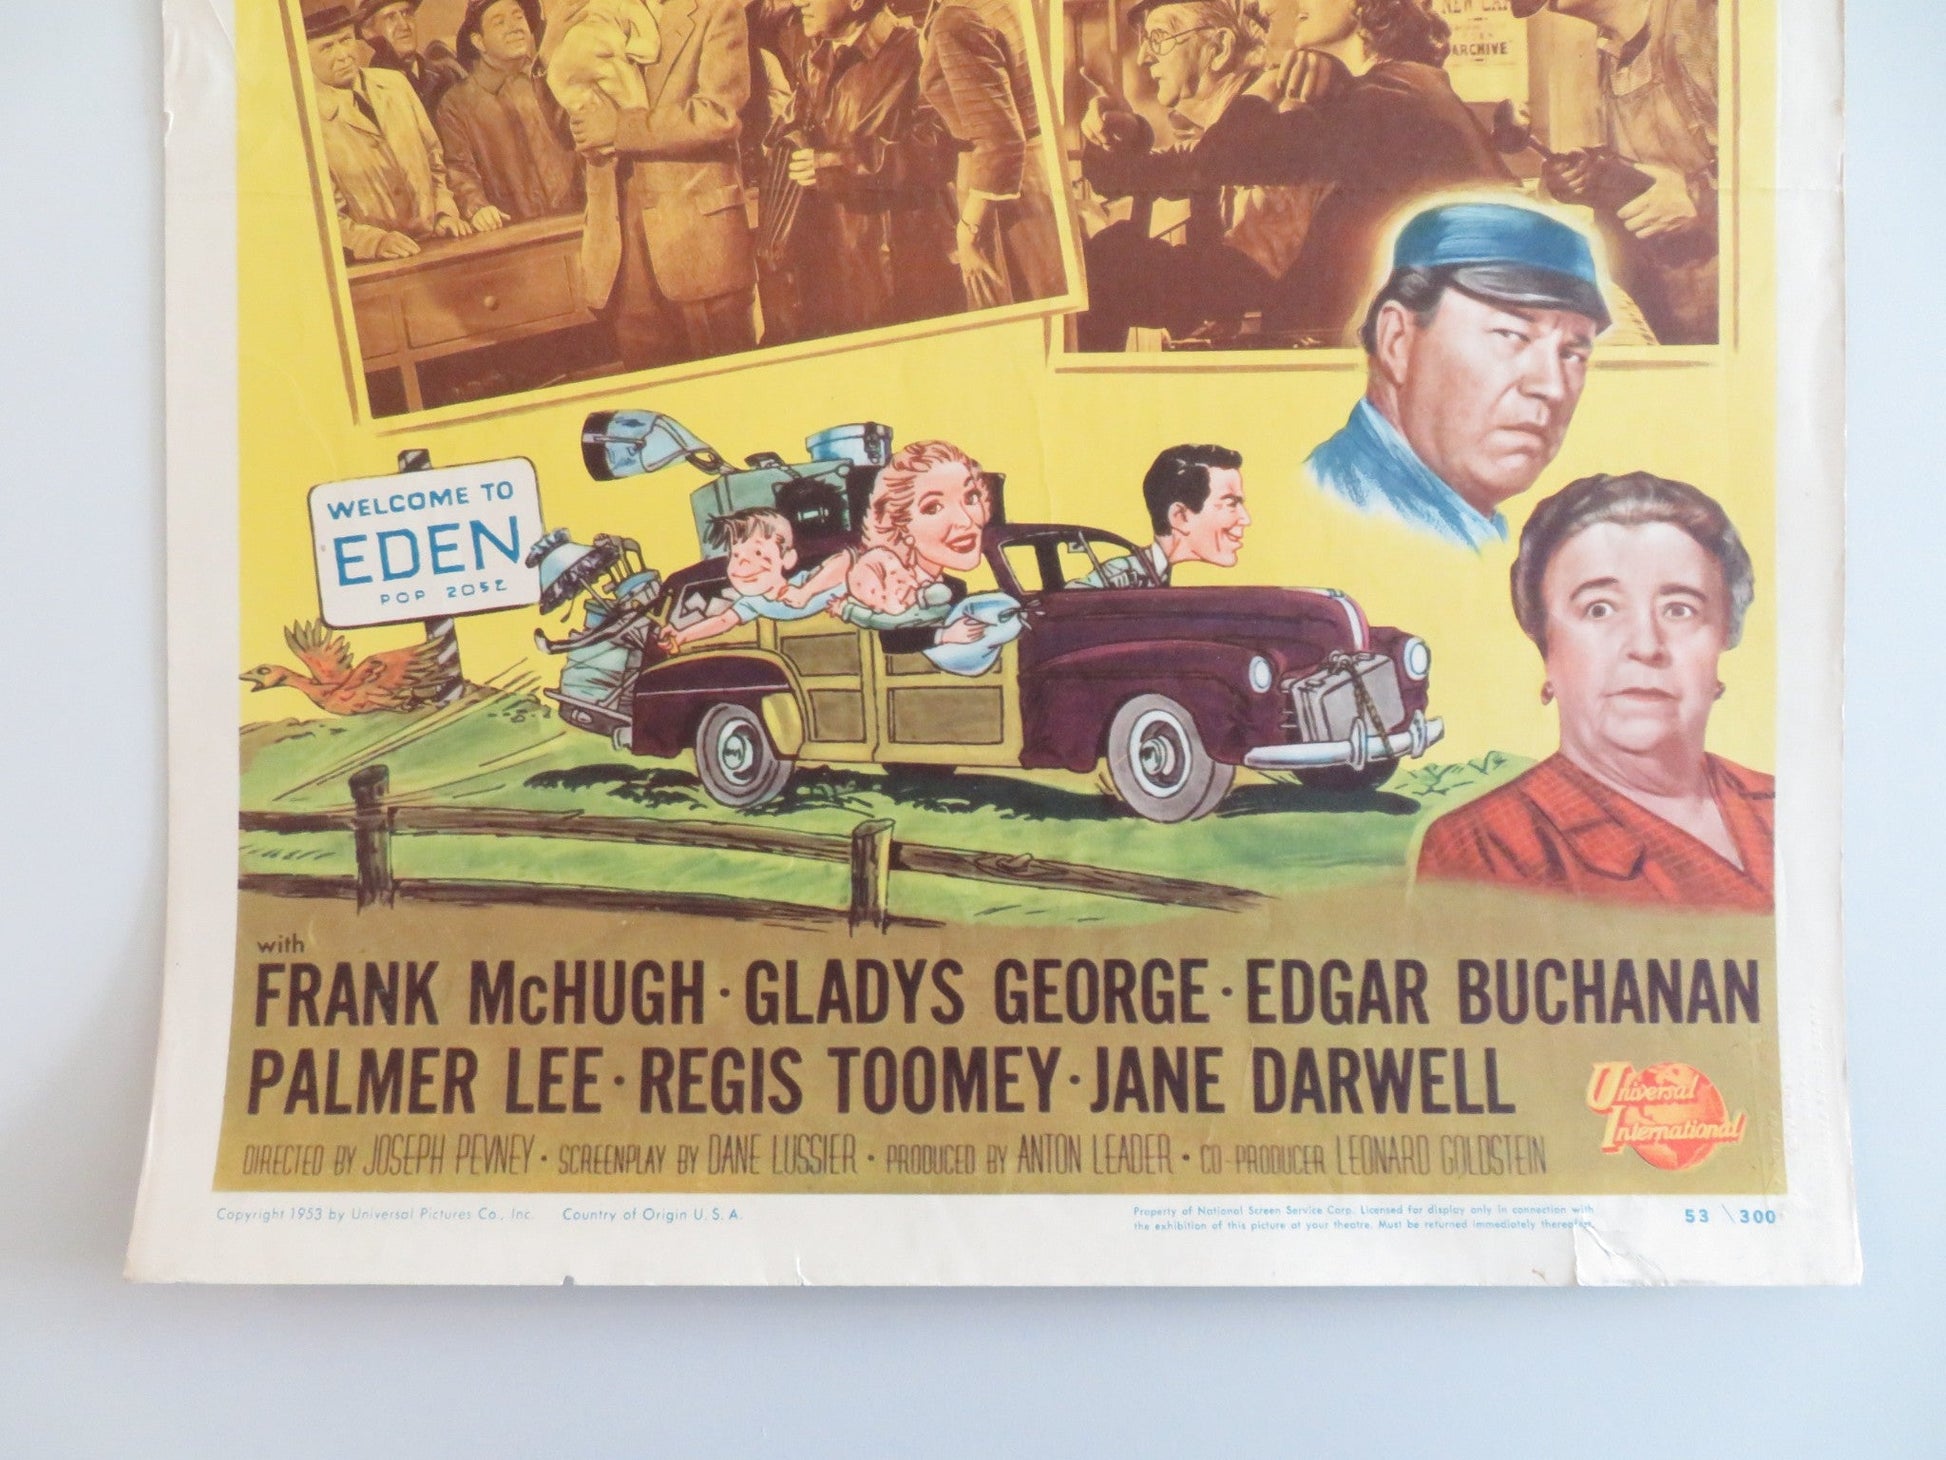 NEW
ARCHIVE
WELCOME TO
EDEN
POP 2052
with
FRANK McHUGH · GLADYS GEORGE · EDGAR BUCHANAN
PALMER LEE · REGIS TOOMEY · JANE DARWELL
DIRECTED BY JOSEPH PEVNEY · SCREENPLAY BY DANE LUSSIER · PRODUCED BY ANTON LEADER · CO-PRODUCER LEONARD GOLDSTEIN
Universal
International
Copyright 1953 by Universal Pictures Co., Inc. Country of Origin U. S. A.
Property of National Screen Service Corp. Licensed for display only in connection with
the exhibition of this picture at your theatre. Must be returned immediately thereafter.
53 \ 300